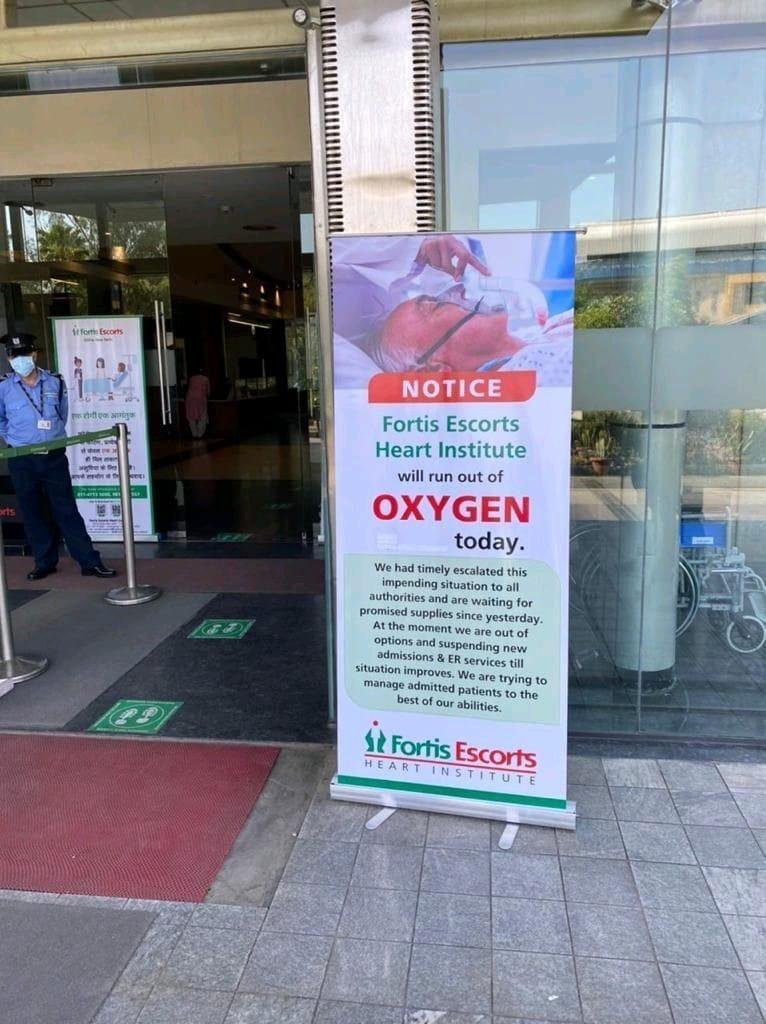 NOTICE
Fortis Escorts
Heart Institute
will run out of
OXYGEN
today.
We had timely escalated this
impending situation to all
authorities and are waiting for
promised supplies since yesterday.
At the moment we are out of
options and suspending new
admissions & ER services till
situation improves. We are trying to
manage admitted patients to the
best of our abilities.
Fortis Escorts
HEART INSTITUTE
Fortis Escorts
एक रोगी एक आगंतुक